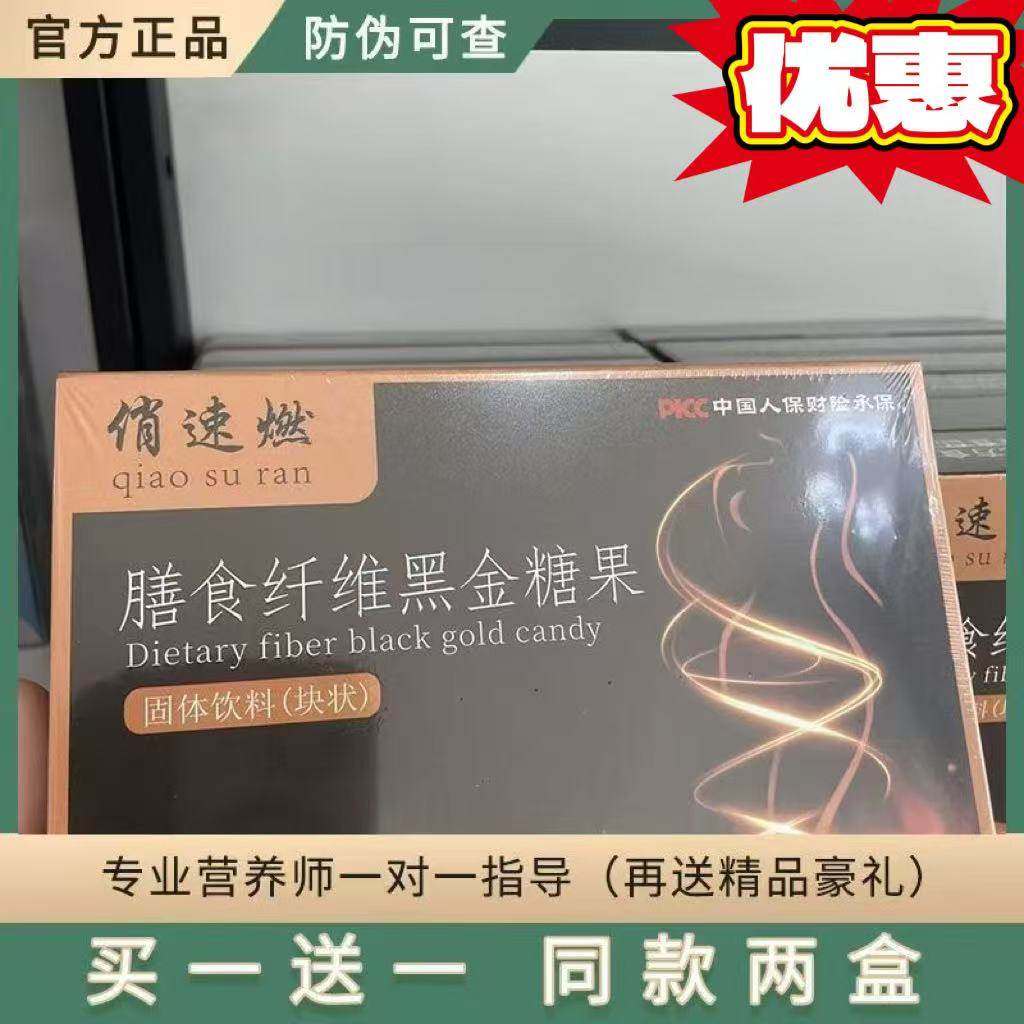 官方正品 防伪可查
优惠
俏速燃
qiao su ran
PICC 中国人保财险承保
膳食纤维黑金糖果
Dietary fiber black gold candy
固体饮料(块状)
速
su
食
专业营养师一对一指导（再送精品豪礼）
买一送一 同款两盒